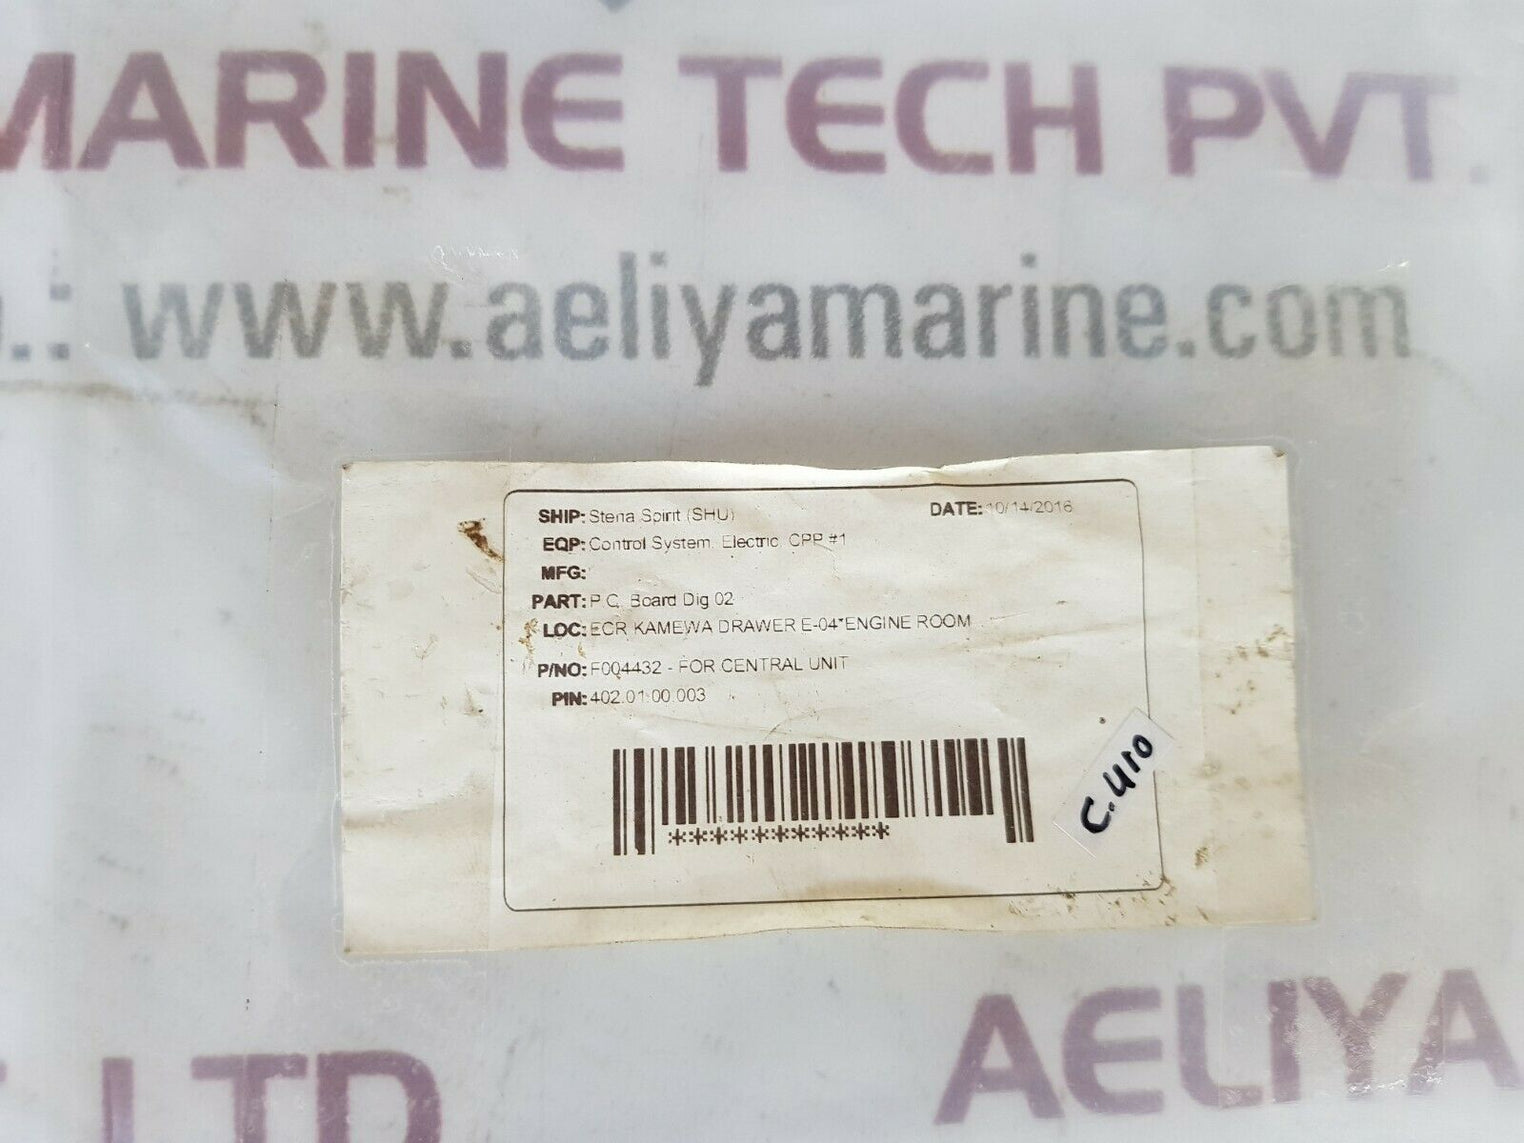 MARINE TECH PVT.
.: www.aeliyamarine.com
SHIP: Stena Spirit (SHU) DATE: 10/14/2016
EQP: Control System, Electric, CPP #1
MFG:
PART: P.C. Board Dig 02
LOC: ECR KAMEWA DRAWER E-04*ENGINE ROOM
P/NO: F004432 - FOR CENTRAL UNIT
PIN: 402.01.00.003
***********
C.410
LTD
AELIYA